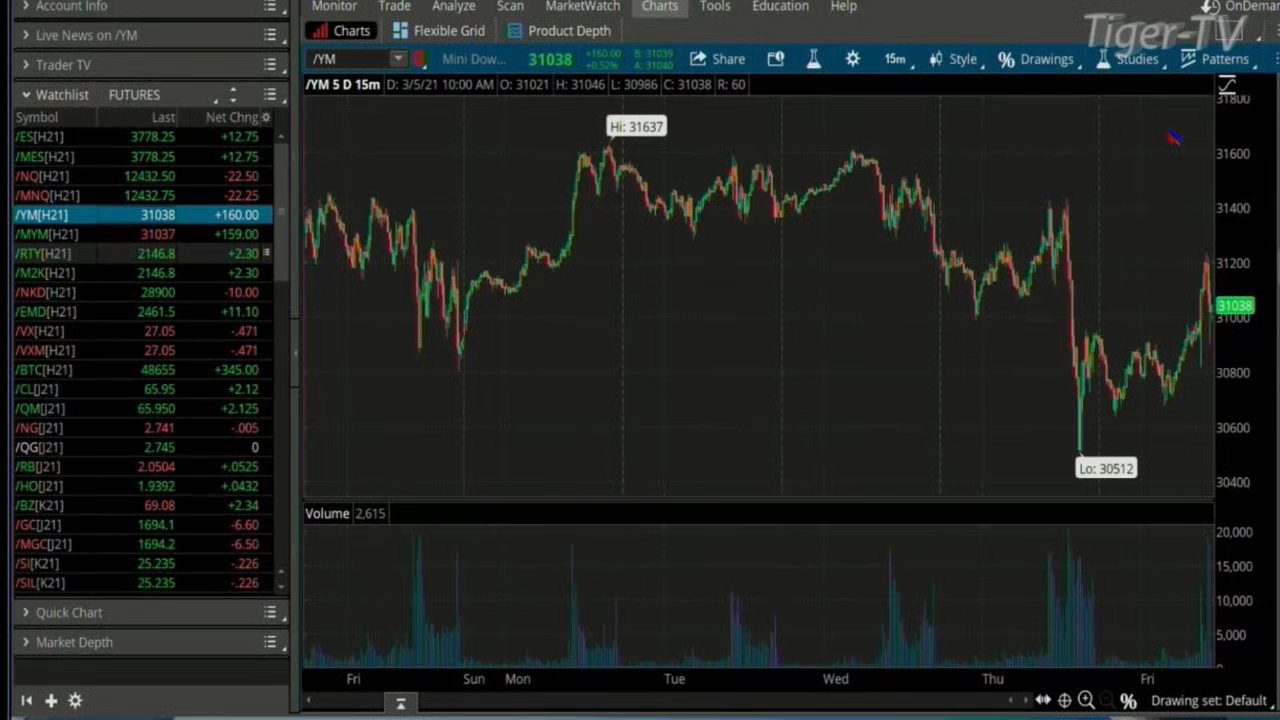 Account Info
Monitor Trade Analyze Scan MarketWatch Charts Tools Education Help
OnDema
Tiger-TV
Live News on /YM
Charts Flexible Grid Product Depth
Trader TV
/YM Mini Dow... 31038 +160.00 +0.52% B: 31039 A: 31040 Share 15m Style Drawings Studies Patterns
Watchlist FUTURES
/YM 5 D 15m D: 3/5/21 10:00 AM O: 31021 H: 31046 L: 30986 C: 31038 R: 60
Symbol Last Net Chng
/ES[H21] 3778.25 +12.75
/MES[H21] 3778.25 +12.75
/NQ[H21] 12432.50 -22.50
/MNQ[H21] 12432.75 -22.25
/YM[H21] 31038 +160.00
/MYM[H21] 31037 +159.00
/RTY[H21] 2146.8 +2.30
/M2K[H21] 2146.8 +2.30
/NKD[H21] 28900 -10.00
/EMD[H21] 2461.5 +11.10
/VX[H21] 27.05 -.471
/VXM[H21] 27.05 -.471
/BTC[H21] 48655 +345.00
/CL[J21] 65.95 +2.12
/QM[J21] 65.950 +2.125
/NG[J21] 2.741 -.005
/QG[J21] 2.745 0
/RB[J21] 2.0504 +.0525
/HO[J21] 1.9392 +.0432
/BZ[K21] 69.08 +2.34
/GC[J21] 1694.1 -6.60
/MGC[J21] 1694.2 -6.50
/SI[K21] 25.235 -.226
/SIL[K21] 25.235 -.226
Quick Chart
Market Depth
Hi: 31637
Lo: 30512
31800
31600
31400
31200
31038
31000
30800
30600
30400
Volume 2,615
20,000
15,000
10,000
5,000
0
Fri Sun Mon Tue Wed Thu Fri
Drawing set: Default